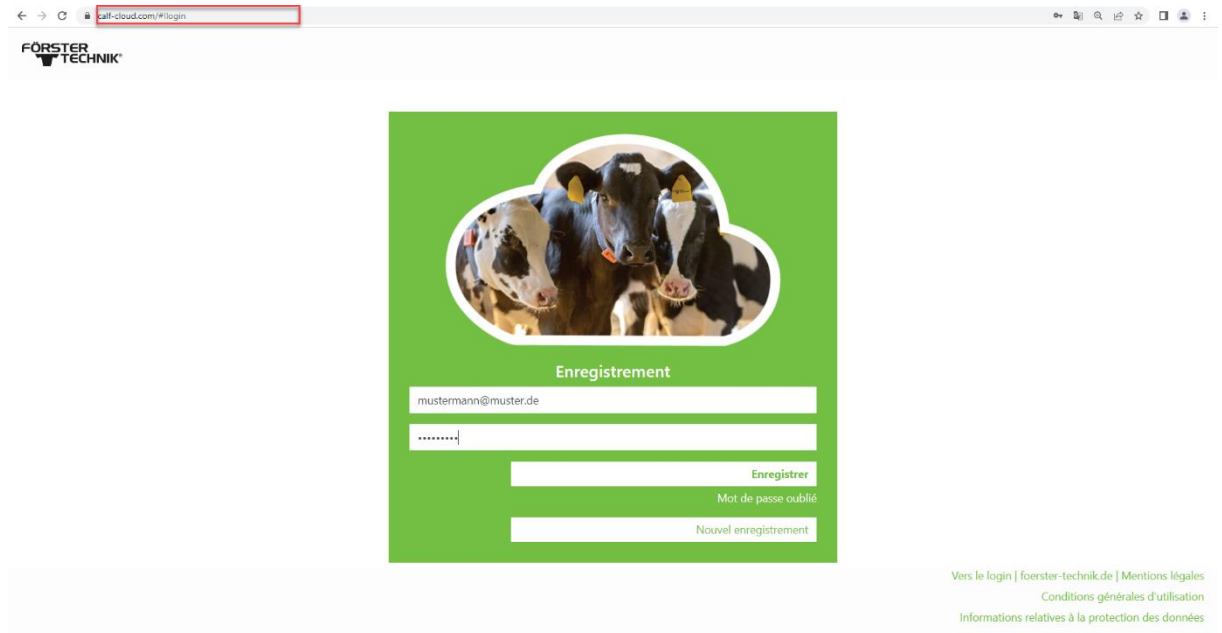 calf-cloud.com/#!login
FÖRSTER
TECHNIK®
Enregistrement
mustermann@muster.de
•••••••••
Enregistrer
Mot de passe oublié
Nouvel enregistrement
Vers le login | foerster-technik.de | Mentions légales
Conditions générales d'utilisation
Informations relatives à la protection des données